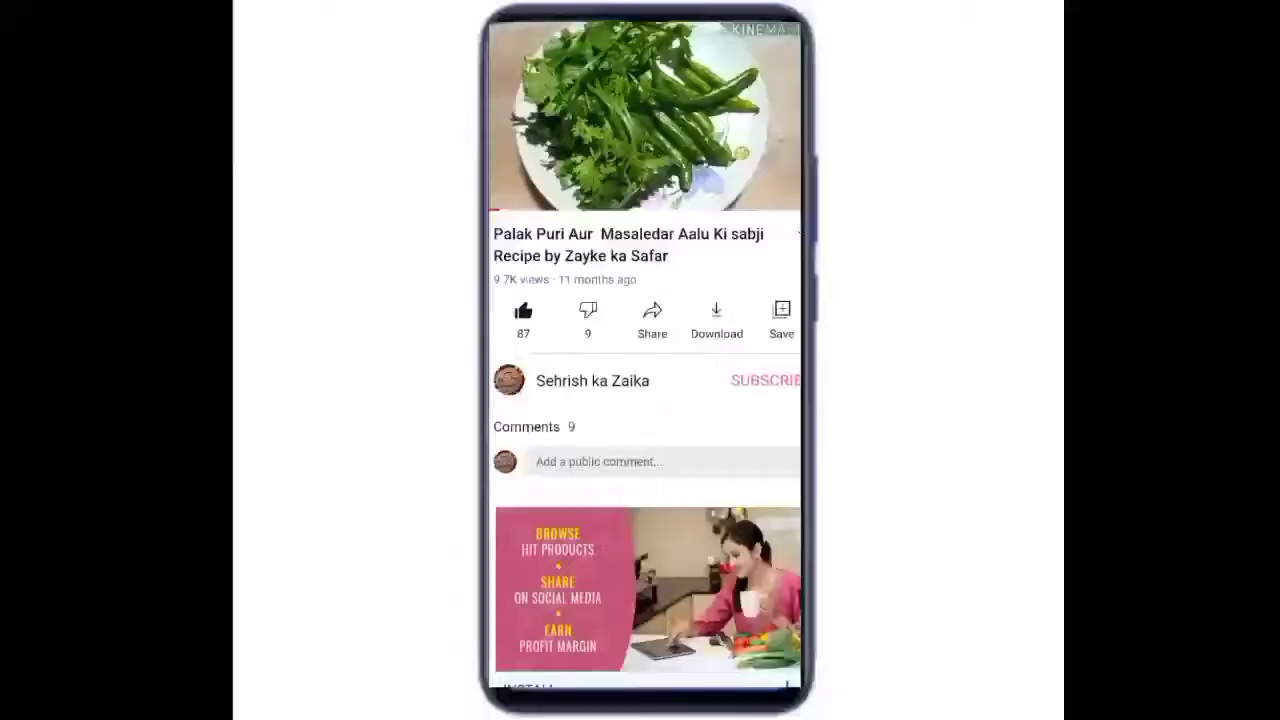 KINEMA
Palak Puri Aur Masaledar Aalu Ki sabji
Recipe by Zayke ka Safar
9.7K views · 11 months ago
87
9
Share
Download
Save
Sehrish ka Zaika
SUBSCRIBE
Comments 9
Add a public comment...
BROWSE
HIT PRODUCTS
SHARE
ON SOCIAL MEDIA
EARN
PROFIT MARGIN
INSTALL